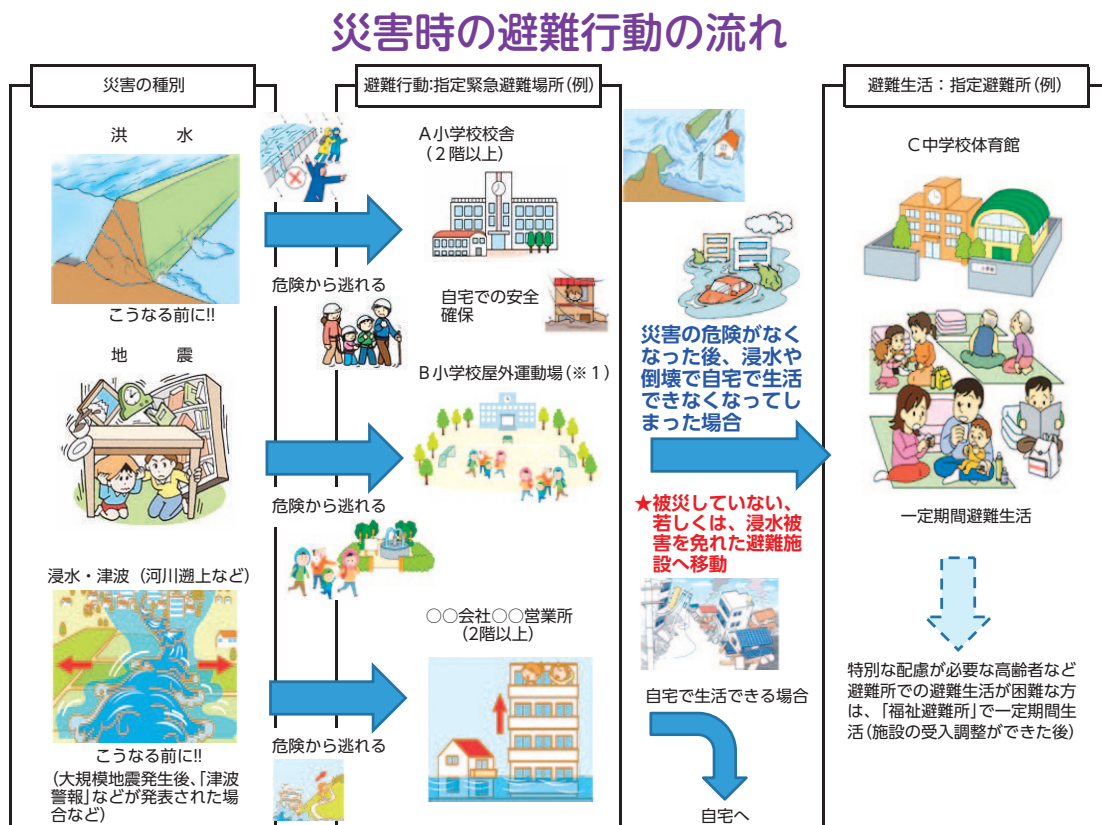 災害時の避難行動の流れ
災害の種別
洪　水
こうなる前に!!
地　震
浸水・津波（河川遡上など）
こうなる前に!!
（大規模地震発生後、「津波
警報」などが発表された場
合など）
危険から逃れる
危険から逃れる
危険から逃れる
避難行動:指定緊急避難場所（例）
A小学校校舎
（２階以上）
自宅での安全
確保
B小学校屋外運動場（※１）
○○会社○○営業所
（2階以上）
災害の危険がなく
なった後、浸水や
倒壊で自宅で生活
できなくなってし
まった場合
★被災していない、
若しくは、浸水被
害を免れた避難施
設へ移動
自宅で生活できる場合
自宅へ
避難生活：指定避難所（例）
C中学校体育館
一定期間避難生活
特別な配慮が必要な高齢者など
避難所での避難生活が困難な方
は、「福祉避難所」で一定期間生
活（施設の受入調整ができた後）